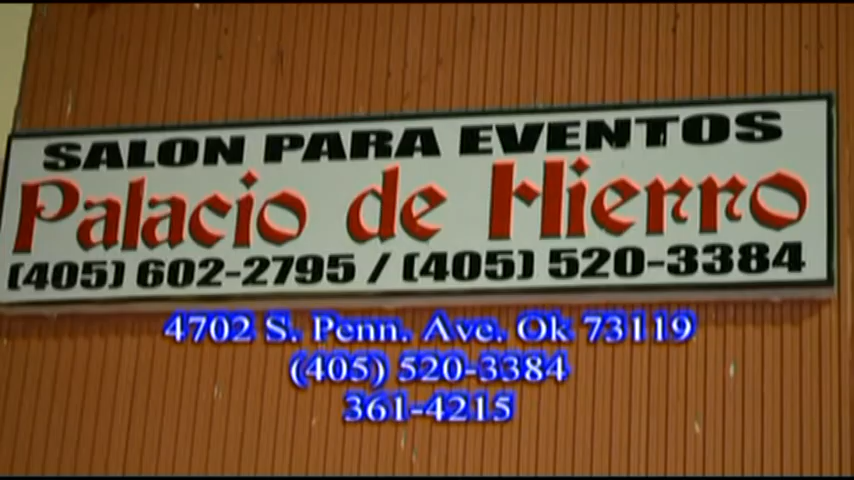 SALON PARA EVENTOS
Palacio de Hierro
(405) 602-2795 / (405) 520-3384
4702 S. Penn. Ave. Ok 73119
(405) 520-3384
361-4215